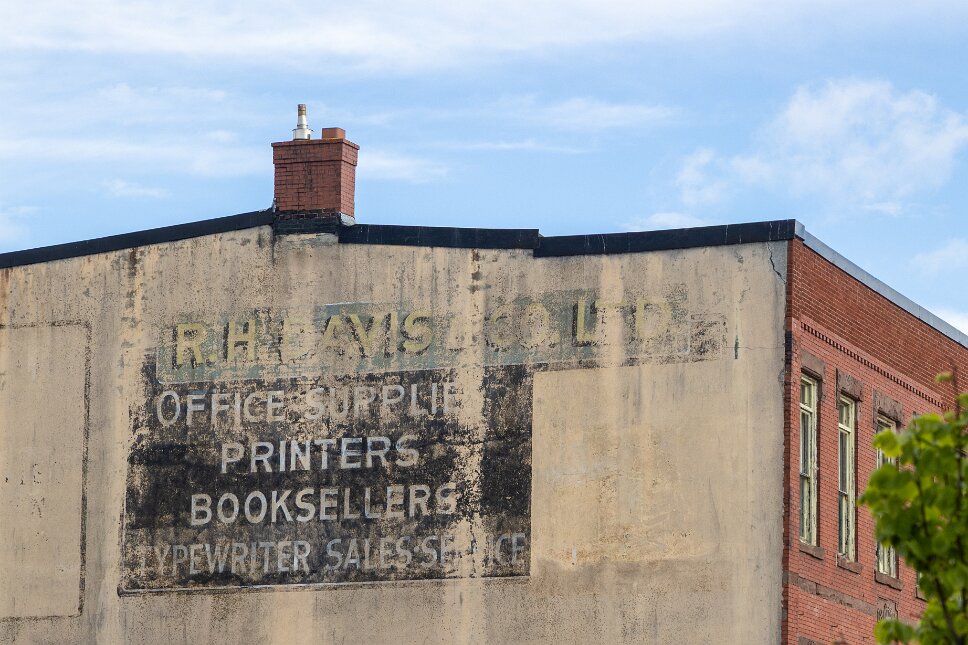 R.H. DAVIS & CO. LTD
OFFICE SUPPLIE
PRINTERS
BOOKSELLERS
TYPEWRITER SALES-SERVICE